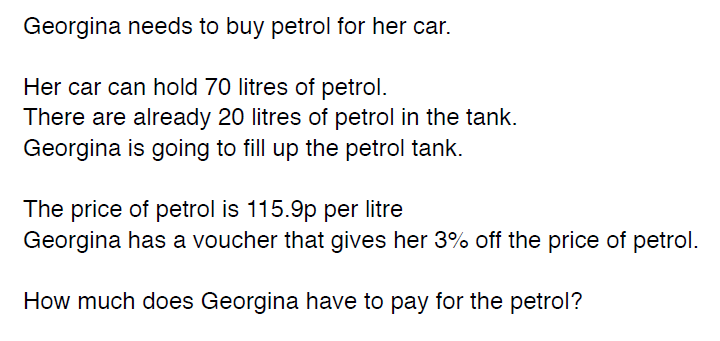 Georgina needs to buy petrol for her car.
Her car can hold 70 litres of petrol.
There are already 20 litres of petrol in the tank.
Georgina is going to fill up the petrol tank.
The price of petrol is 115.9p per litre
Georgina has a voucher that gives her 3% off the price of petrol.
How much does Georgina have to pay for the petrol?